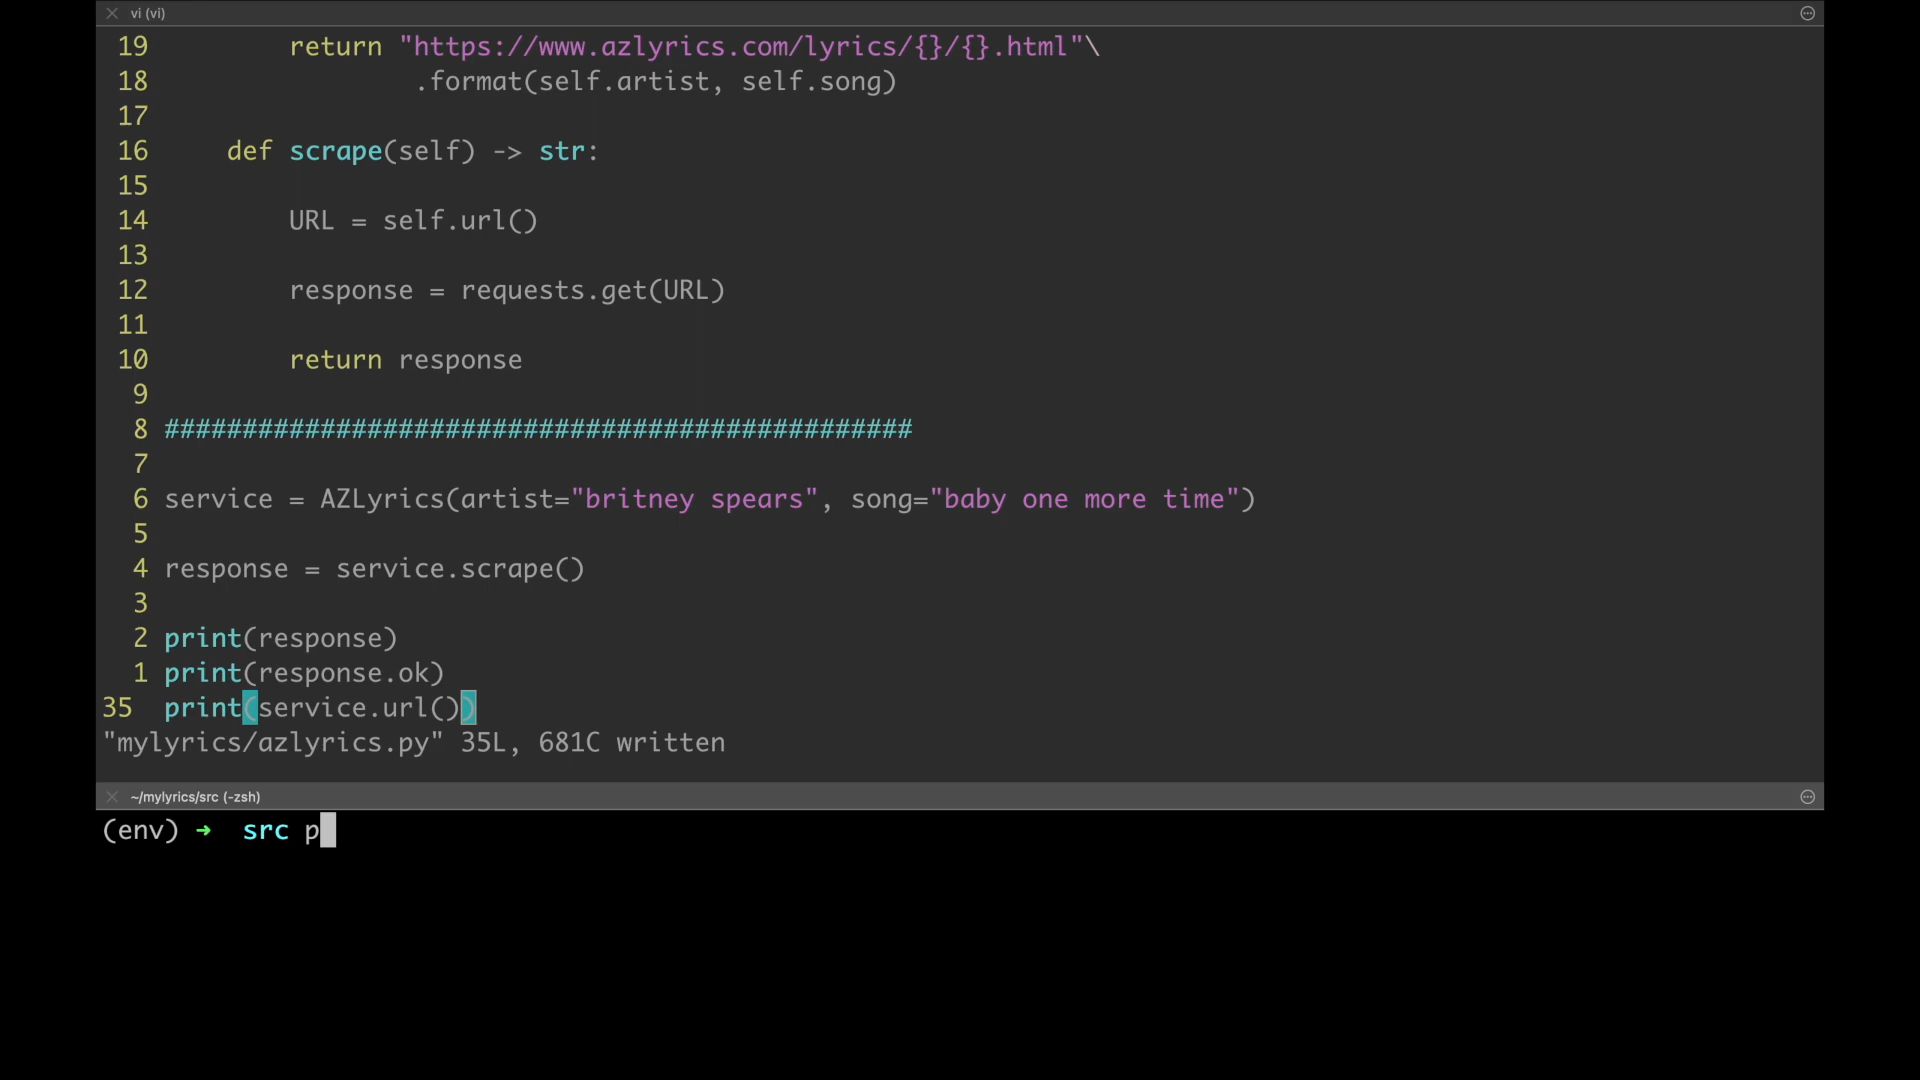 vi (vi)
19 return "https://www.azlyrics.com/lyrics/{}/{}.html"\
18 .format(self.artist, self.song)
17
16 def scrape(self) -> str:
15
14 URL = self.url()
13
12 response = requests.get(URL)
11
10 return response
9
8 ################################################
7
6 service = AZLyrics(artist="britney spears", song="baby one more time")
5
4 response = service.scrape()
3
2 print(response)
1 print(response.ok)
35 print(service.url())
"mylyrics/azlyrics.py" 35L, 681C written
~/mylyrics/src (-zsh)
(env) ➜ src p